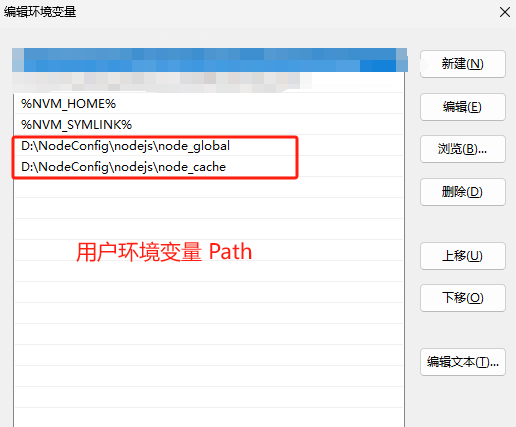 编辑环境变量
新建(N)
%NVM_HOME%
编辑(E)
%NVM_SYMLINK%
D:\NodeConfig\nodejs\node_global
浏览(B)...
D:\NodeConfig\nodejs\node_cache
删除(D)
用户环境变量 Path
上移(U)
下移(O)
编辑文本(T)...